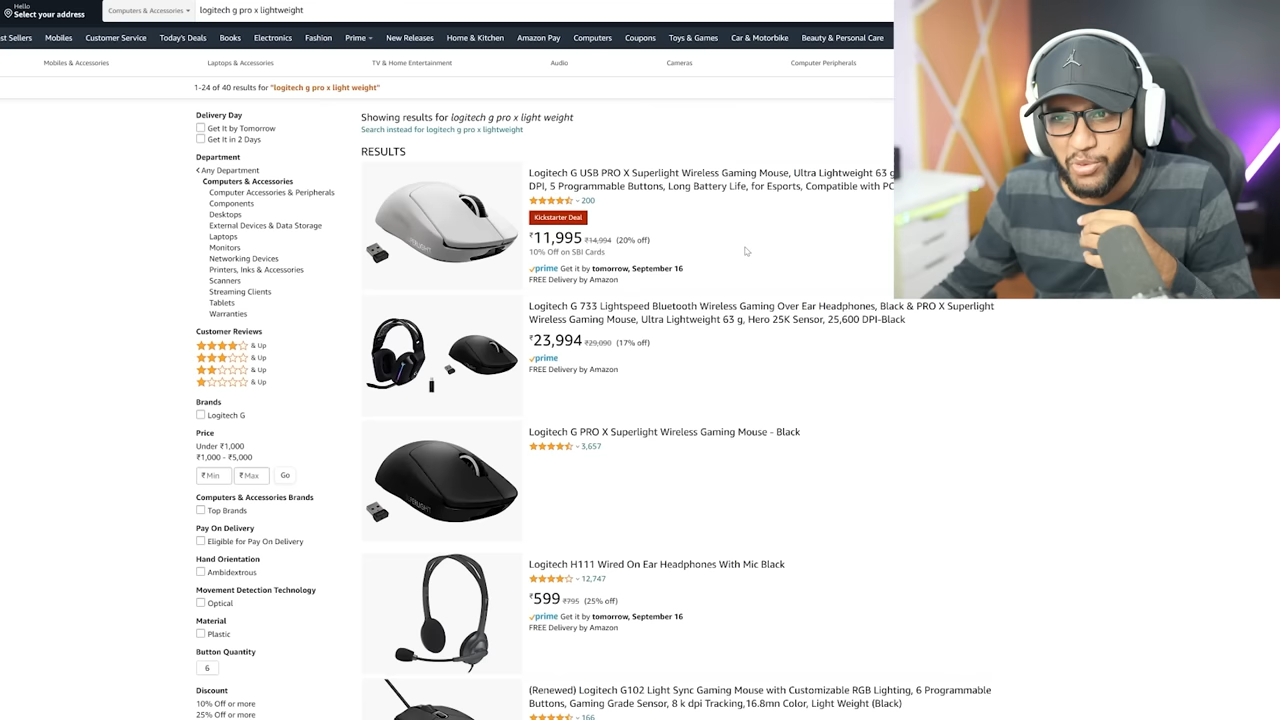 Hello
Select your address
Computers & Accessories
logitech g pro x lightweight
st Sellers Mobiles Customer Service Today's Deals Books Electronics Fashion Prime New Releases Home & Kitchen Amazon Pay Computers Coupons Toys & Games Car & Motorbike Beauty & Personal Care
Mobiles & Accessories Laptops & Accessories TV & Home Entertainment Audio Cameras Computer Peripherals
1-24 of 40 results for "logitech g pro x light weight"
Delivery Day
Get It by Tomorrow
Get It in 2 Days
Department
Any Department
Computers & Accessories
Computer Accessories & Peripherals
Components
Desktops
External Devices & Data Storage
Laptops
Monitors
Networking Devices
Printers, Inks & Accessories
Scanners
Streaming Clients
Tablets
Warranties
Customer Reviews
& Up
& Up
& Up
& Up
Brands
Logitech G
Price
Under ₹1,000
₹1,000 - ₹5,000
₹ Min ₹ Max Go
Computers & Accessories Brands
Top Brands
Pay On Delivery
Eligible for Pay On Delivery
Hand Orientation
Ambidextrous
Movement Detection Technology
Optical
Material
Plastic
Button Quantity
6
Discount
10% Off or more
25% Off or more
Showing results for logitech g pro x light weight
Search instead for logitech g pro x lightweight
RESULTS
Logitech G USB PRO X Superlight Wireless Gaming Mouse, Ultra Lightweight 63 g
DPI, 5 Programmable Buttons, Long Battery Life, for Esports, Compatible with PC
200
Kickstarter Deal
₹11,995 ₹14,994 (20% off)
10% Off on SBI Cards
prime Get it by tomorrow, September 16
FREE Delivery by Amazon
Logitech G 733 Lightspeed Bluetooth Wireless Gaming Over Ear Headphones, Black & PRO X Superlight
Wireless Gaming Mouse, Ultra Lightweight 63 g, Hero 25K Sensor, 25,600 DPI-Black
₹23,994 ₹29,090 (17% off)
prime
FREE Delivery by Amazon
Logitech G PRO X Superlight Wireless Gaming Mouse - Black
3,657
Logitech H111 Wired On Ear Headphones With Mic Black
12,747
₹599 ₹795 (25% off)
prime Get it by tomorrow, September 16
FREE Delivery by Amazon
(Renewed) Logitech G102 Light Sync Gaming Mouse with Customizable RGB Lighting, 6 Programmable
Buttons, Gaming Grade Sensor, 8 k dpi Tracking,16.8mn Color, Light Weight (Black)
166